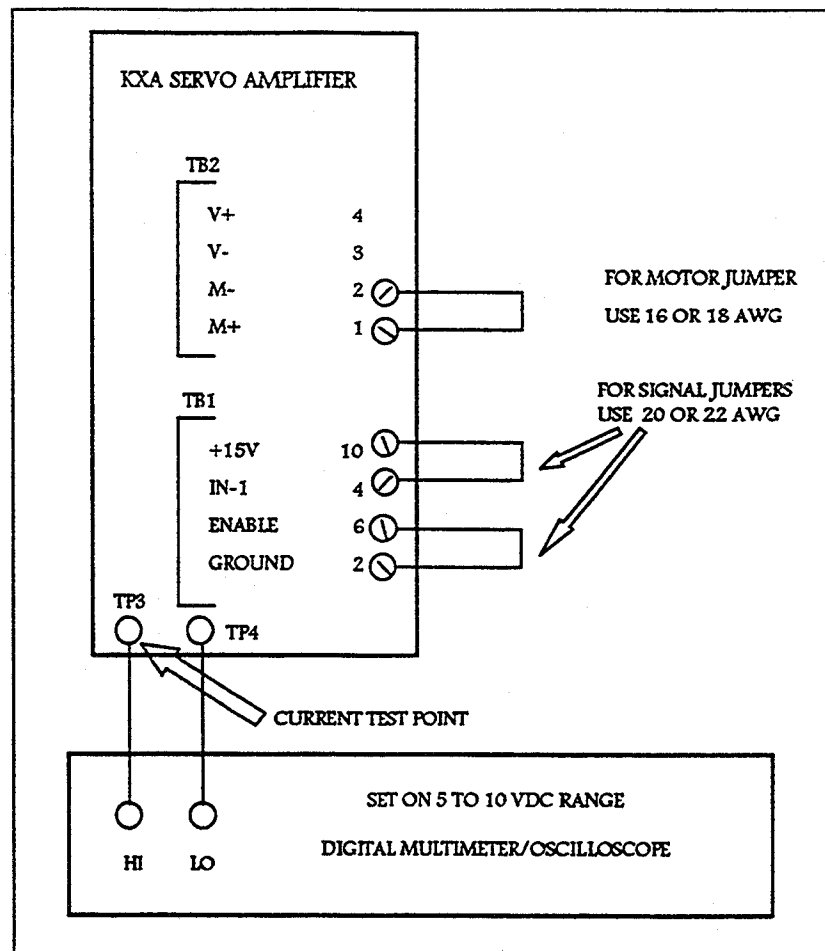 KXA SERVO AMPLIFIER
TB2
V+ 4
V- 3
M- 2
M+ 1
FOR MOTOR JUMPER
USE 16 OR 18 AWG
TB1
+15V 10
IN-1 4
ENABLE 6
GROUND 2
FOR SIGNAL JUMPERS
USE 20 OR 22 AWG
TP3
TP4
CURRENT TEST POINT
SET ON 5 TO 10 VDC RANGE
DIGITAL MULTIMETER/OSCILLOSCOPE
HI LO